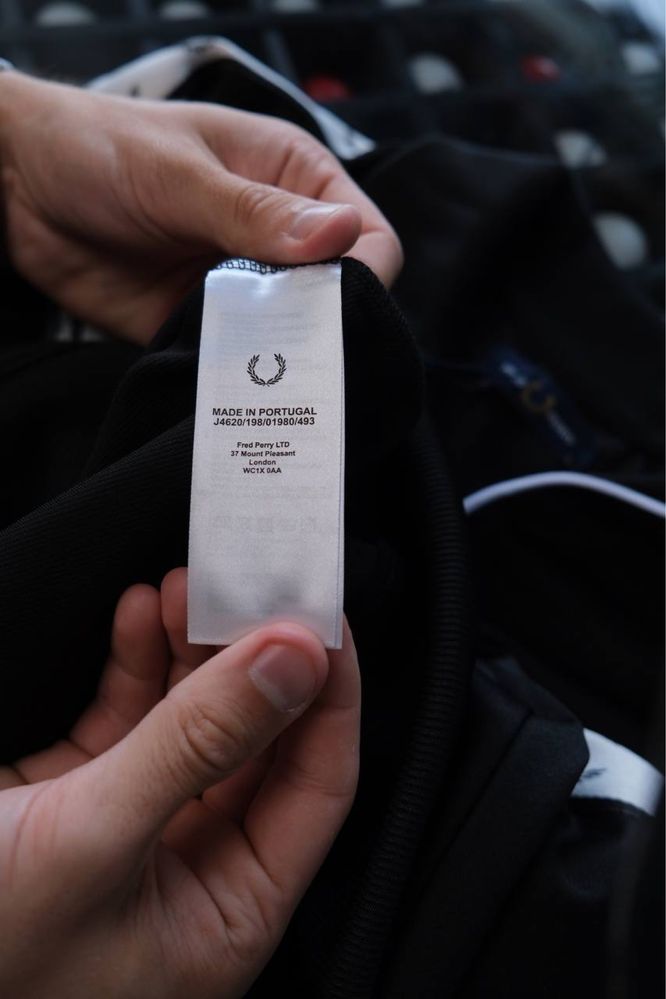 MADE IN PORTUGAL
J4620/198/01980/493
Fred Perry LTD
37 Mount Pleasant
London
WC1X 0AA